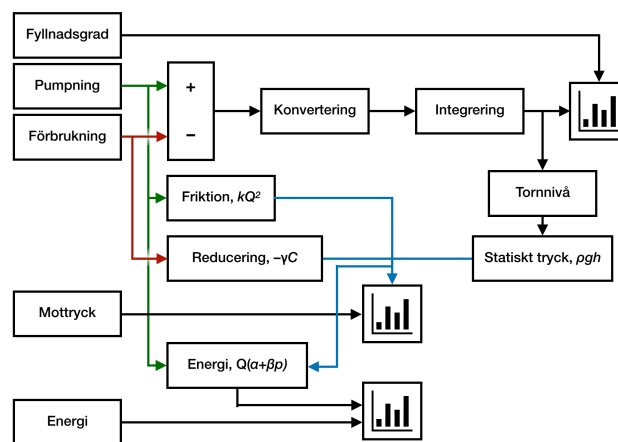 Fyllnadsgrad
Pumpning
+
Förbrukning
−
Konvertering
Integrering
Friktion, kQ²
Tornnivå
Reducering, −γC
Statiskt tryck, ρgh
Mottryck
Energi, Q(α+βp)
Energi